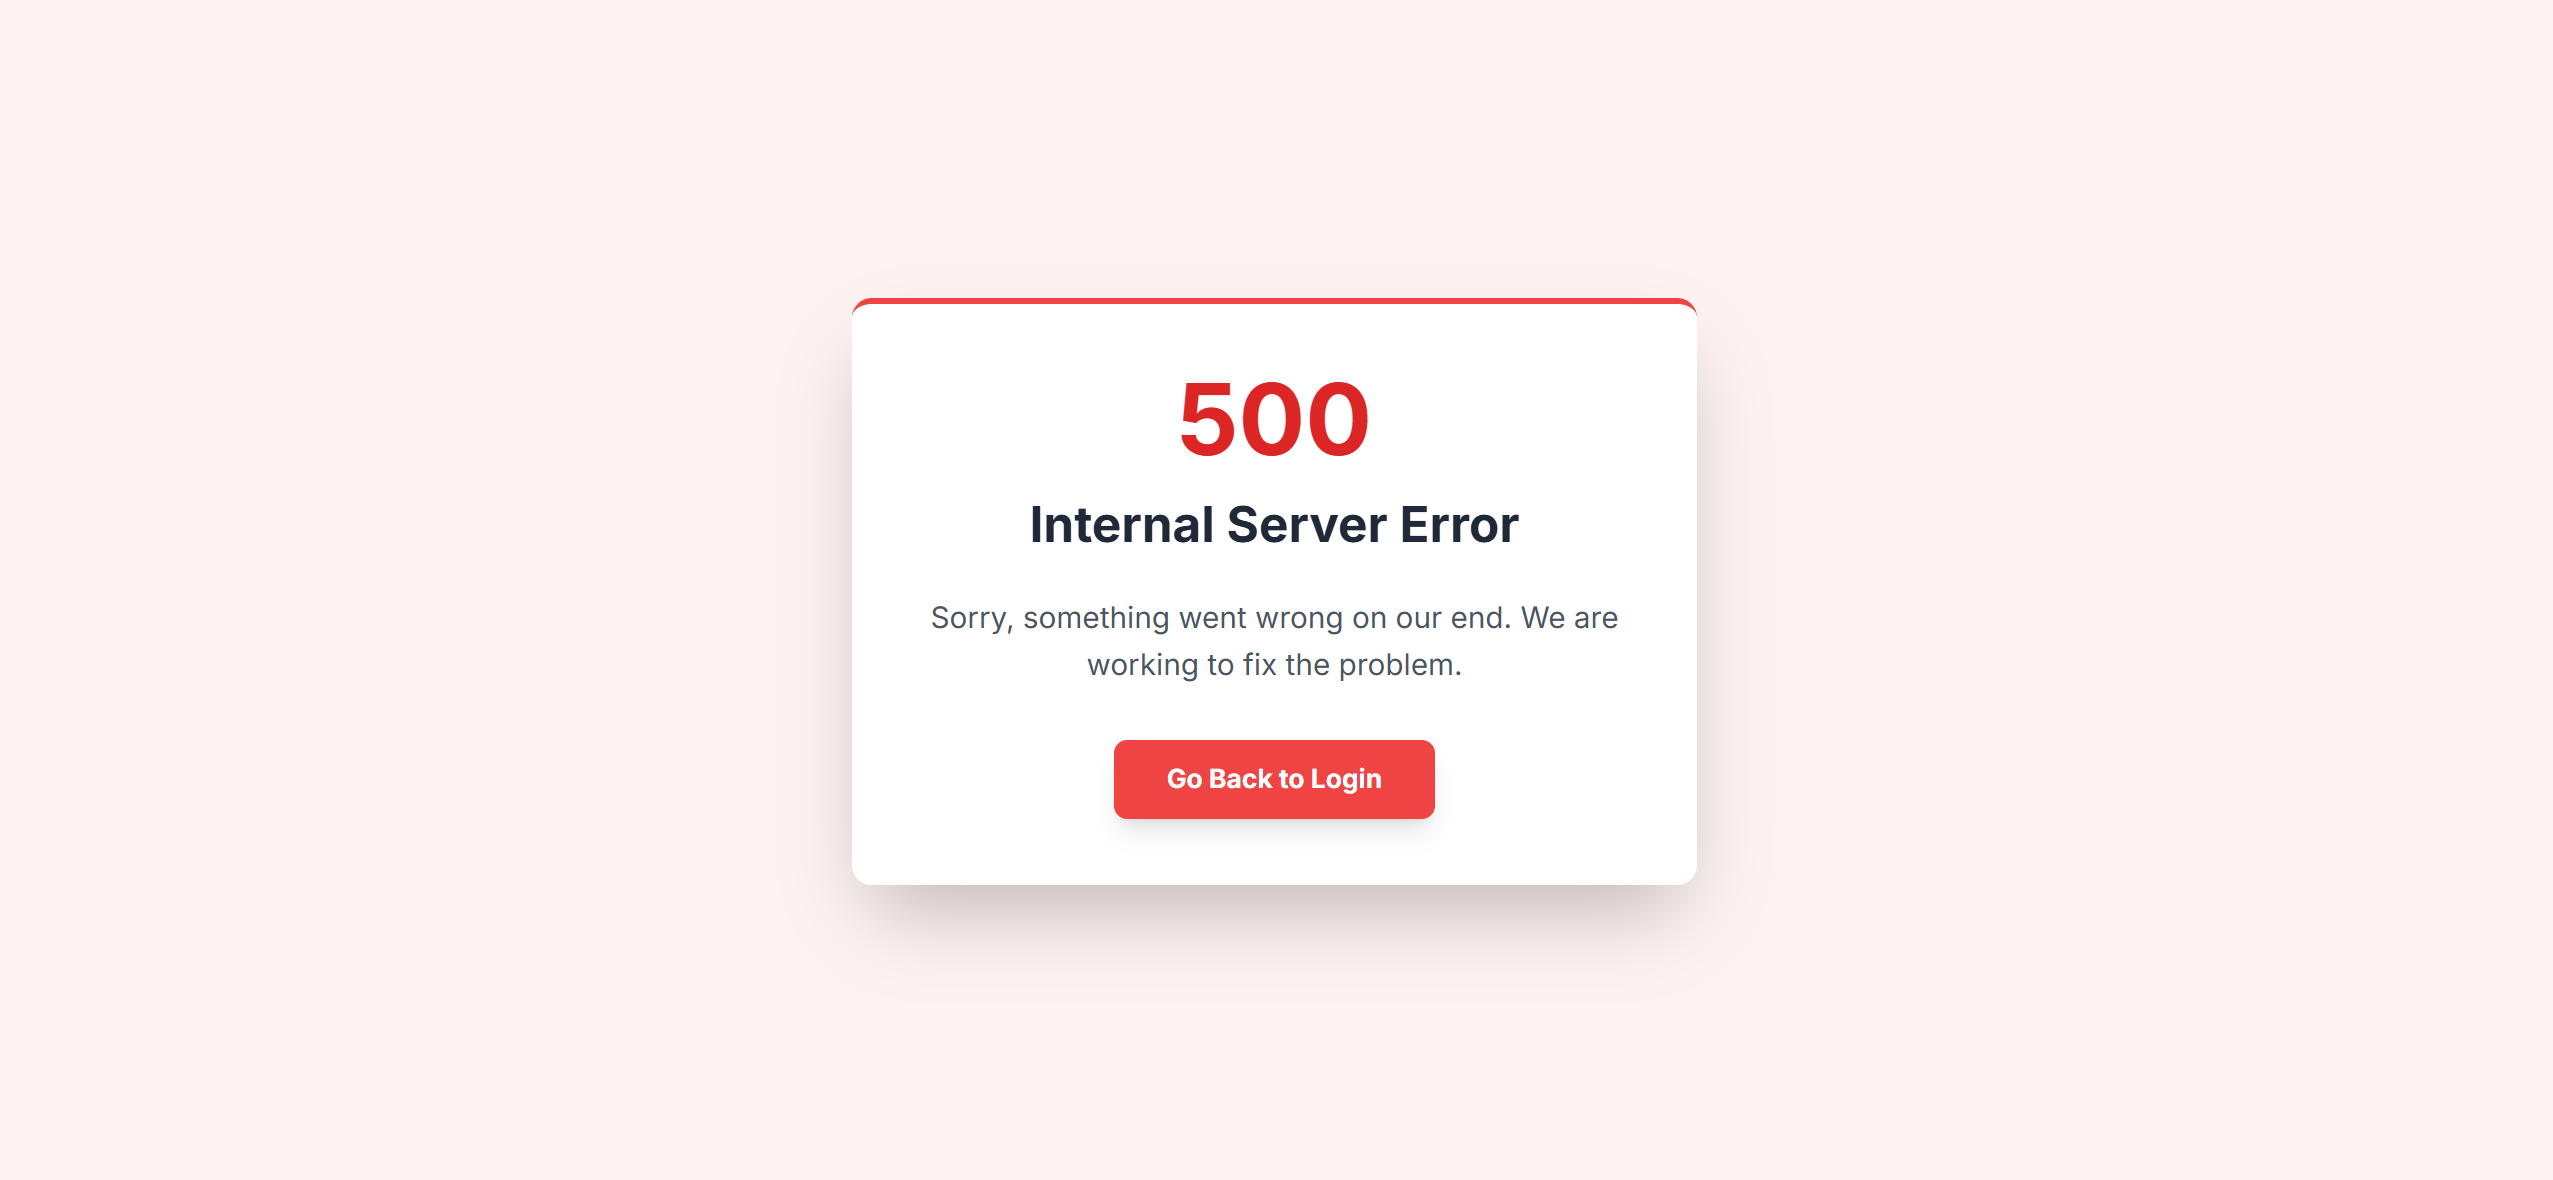 500
Internal Server Error
Sorry, something went wrong on our end. We are
working to fix the problem.
Go Back to Login